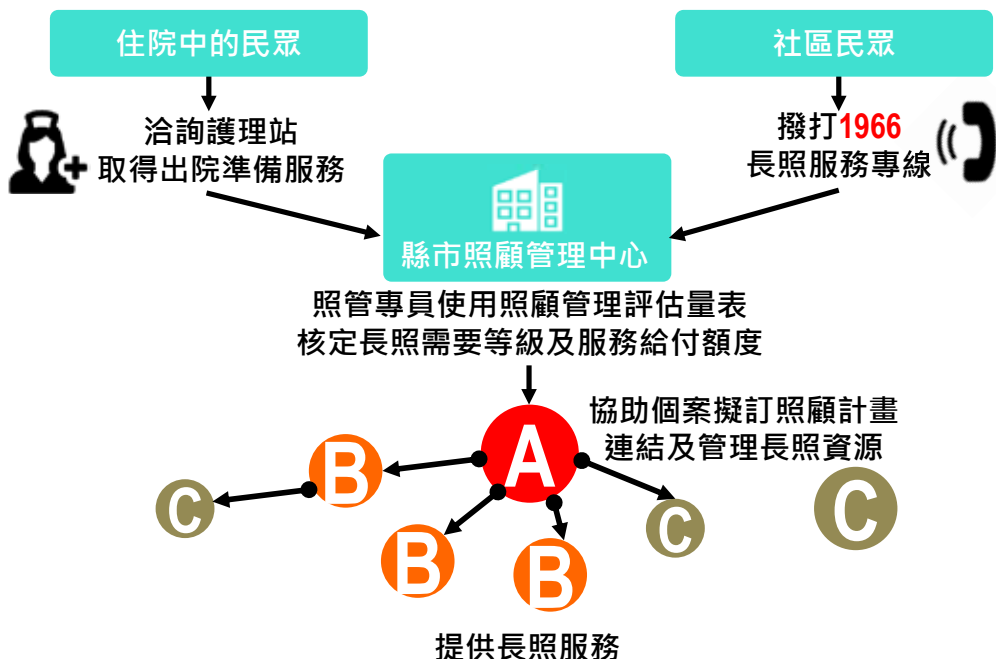 住院中的民眾
社區民眾
洽詢護理站
取得出院準備服務
撥打1966
長照服務專線
縣市照顧管理中心
照管專員使用照顧管理評估量表
核定長照需要等級及服務給付額度
協助個案擬訂照顧計畫
連結及管理長照資源
A
B
C
B
B
C
C
提供長照服務